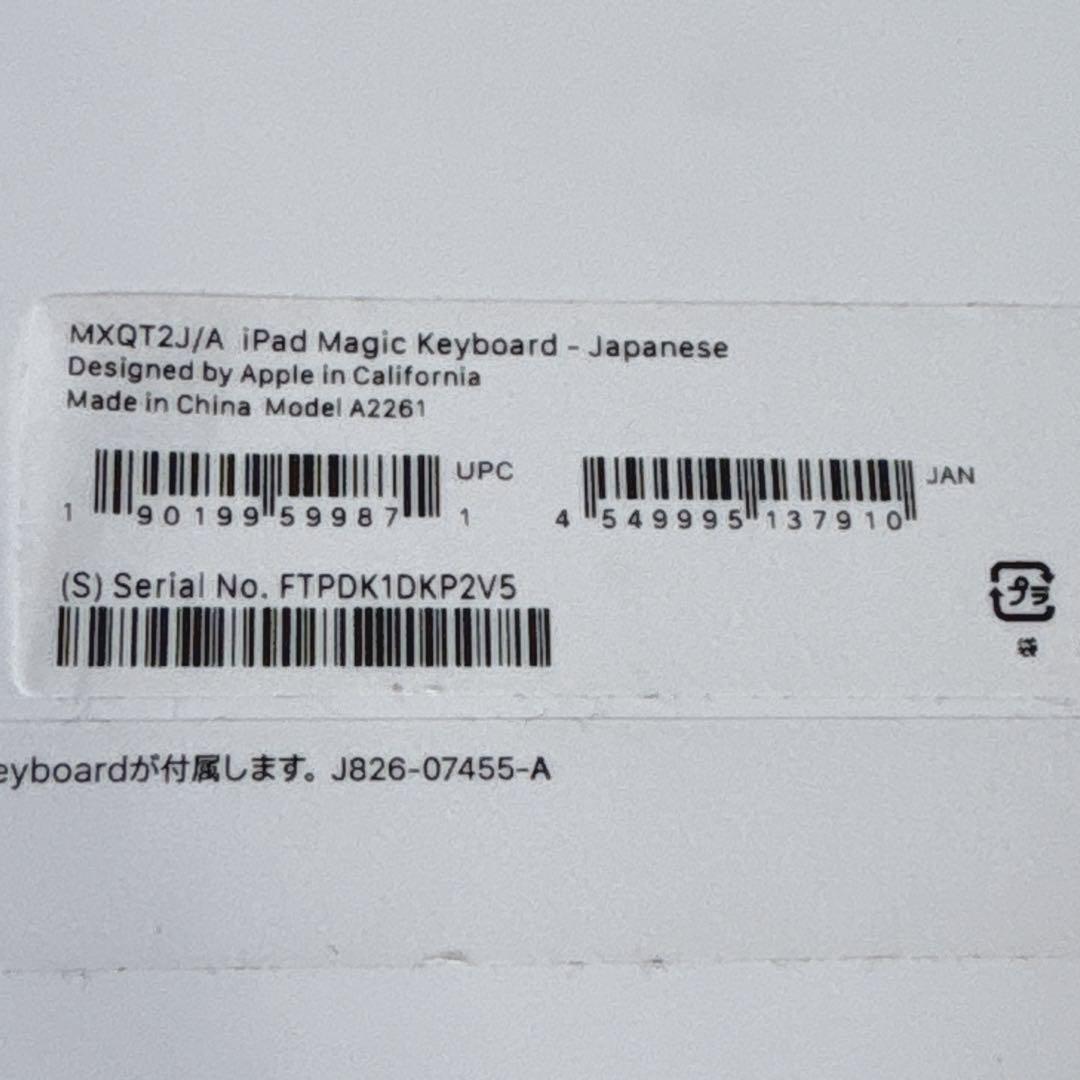 MXQT2J/A iPad Magic Keyboard - Japanese
Designed by Apple in California
Made in China Model A2261
UPC
1 90199 59987 1
JAN
4 549995 137910
(S) Serial No. FTPDK1DKP2V5
プラ
袋
eyboardが付属します。J826-07455-A